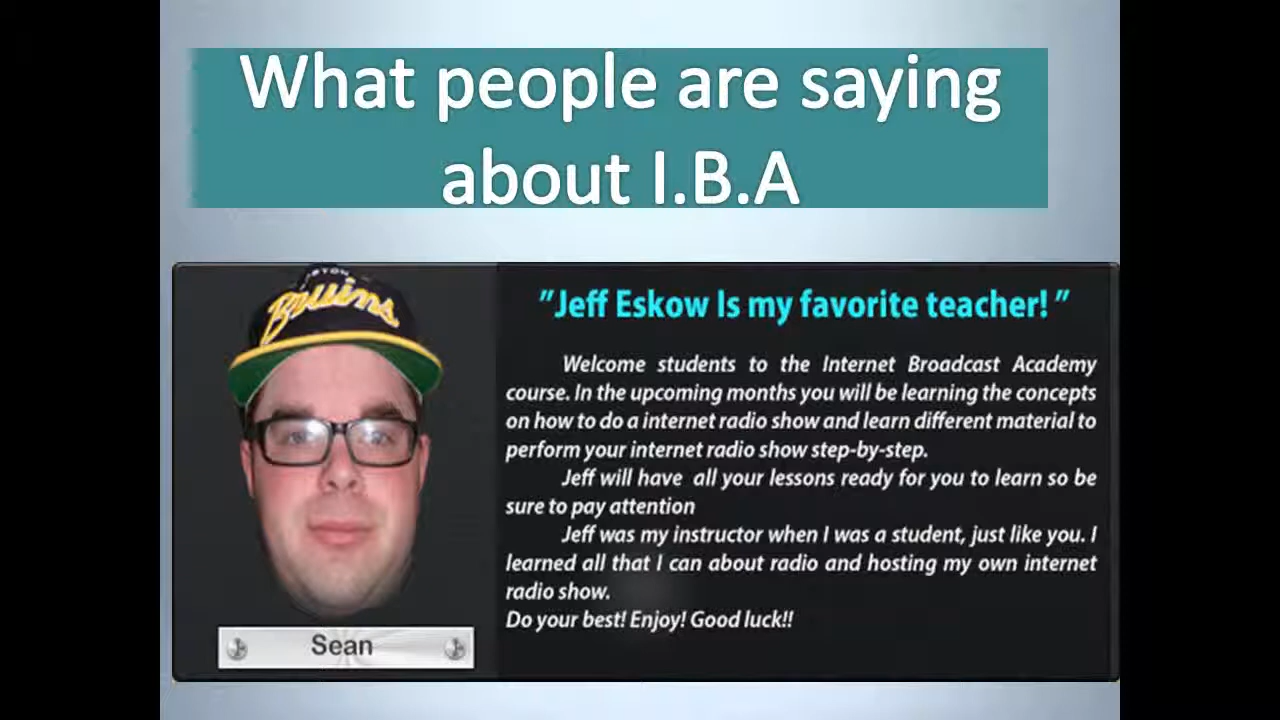 What people are saying
about I.B.A
Bruins
"Jeff Eskow Is my favorite teacher! "
Welcome students to the Internet Broadcast Academy
course. In the upcoming months you will be learning the concepts
on how to do a internet radio show and learn different material to
perform your internet radio show step-by-step.
Jeff will have all your lessons ready for you to learn so be
sure to pay attention
Jeff was my instructor when I was a student, just like you. I
learned all that I can about radio and hosting my own internet
radio show.
Do your best! Enjoy! Good luck!!
Sean